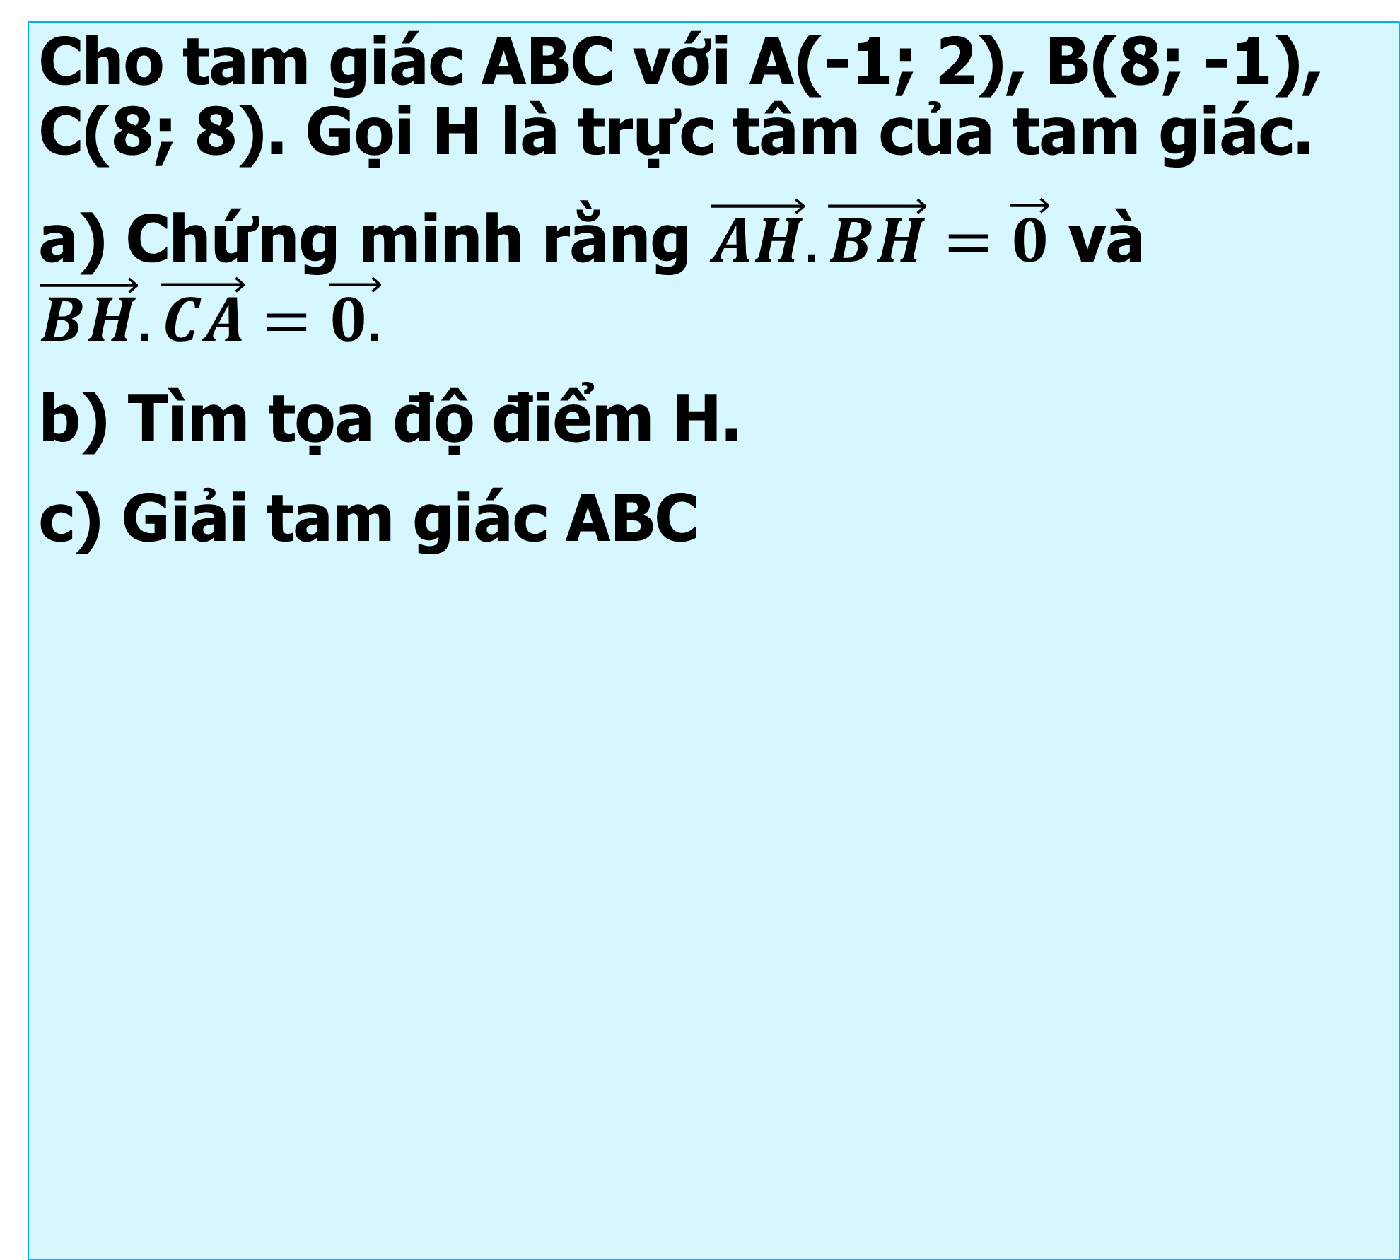 Cho tam giác ABC với A(-1; 2), B(8; -1),
C(8; 8). Gọi H là trực tâm của tam giác.
a) Chứng minh rằng $\overrightarrow{AH}.\overrightarrow{BH} = \overrightarrow{0}$ và
$\overrightarrow{BH}.\overrightarrow{CA} = \overrightarrow{0.}$
b) Tìm tọa độ điểm H.
c) Giải tam giác ABC